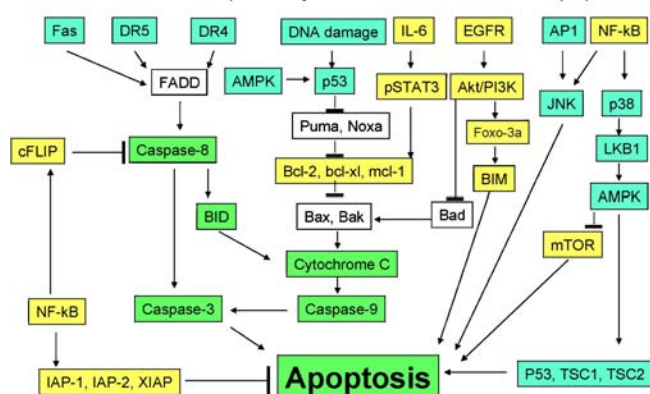 Fas
DR5
DR4
DNA damage
IL-6
EGFR
AP1
NF-kB
FADD
AMPK
p53
pSTAT3
Akt/PI3K
JNK
p38
Puma, Noxa
Foxo-3a
cFLIP
Caspase-8
LKB1
Bcl-2, bcl-xl, mcl-1
BIM
AMPK
BID
Bax, Bak
Bad
mTOR
Cytochrome C
NF-kB
Caspase-3
Caspase-9
IAP-1, IAP-2, XIAP
Apoptosis
P53, TSC1, TSC2